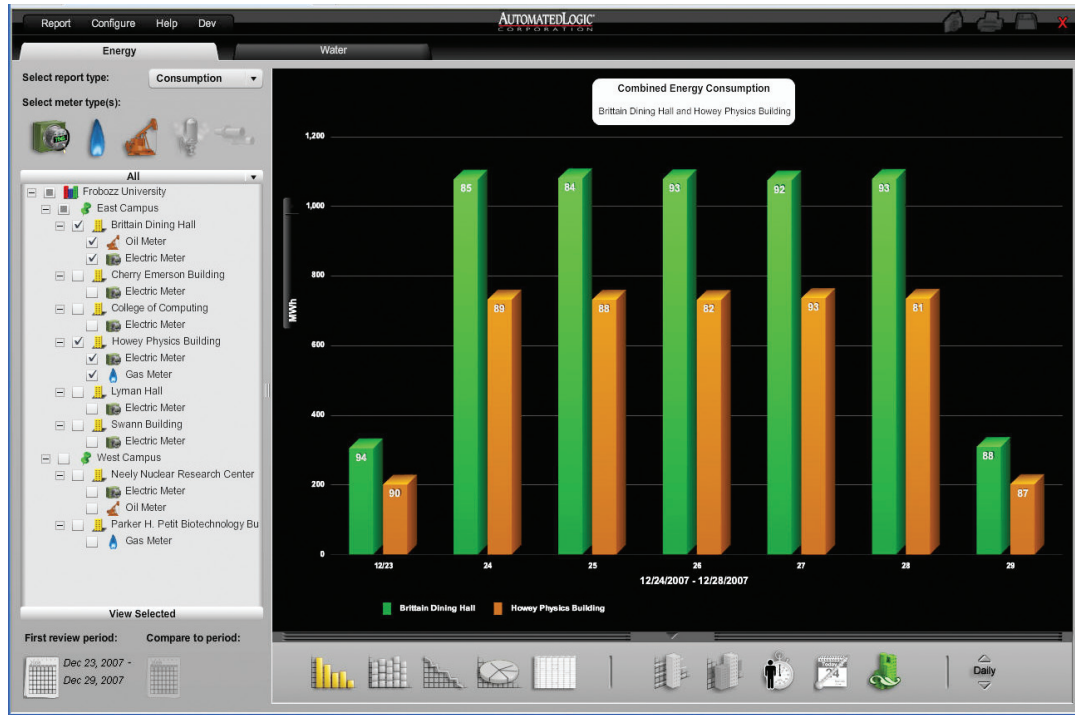 Report Configure Help Dev
AUTOMATEDLOGIC
CORPORATION
X
Energy
Water
Select report type:
Consumption
Select meter type(s):
All
Frobozz University
East Campus
Brittain Dining Hall
Oil Meter
Electric Meter
Cherry Emerson Building
Electric Meter
College of Computing
Electric Meter
Howey Physics Building
Electric Meter
Gas Meter
Lyman Hall
Electric Meter
Swann Building
Electric Meter
West Campus
Neely Nuclear Research Center
Electric Meter
Oil Meter
Parker H. Petit Biotechnology Bu
Gas Meter
View Selected
First review period:
Compare to period:
Dec 23, 2007 -
Dec 29, 2007
Combined Energy Consumption
Brittain Dining Hall and Howey Physics Building
1,200
1,000
800
600
400
200
0
MWh
94 90
85 89
84 88
93 82
92 93
93 81
88 87
12/23 24 25 26 27 28 29
12/24/2007 - 12/28/2007
Brittain Dining Hall
Howey Physics Building
Today
24
Daily